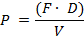 P = (F · D) / V